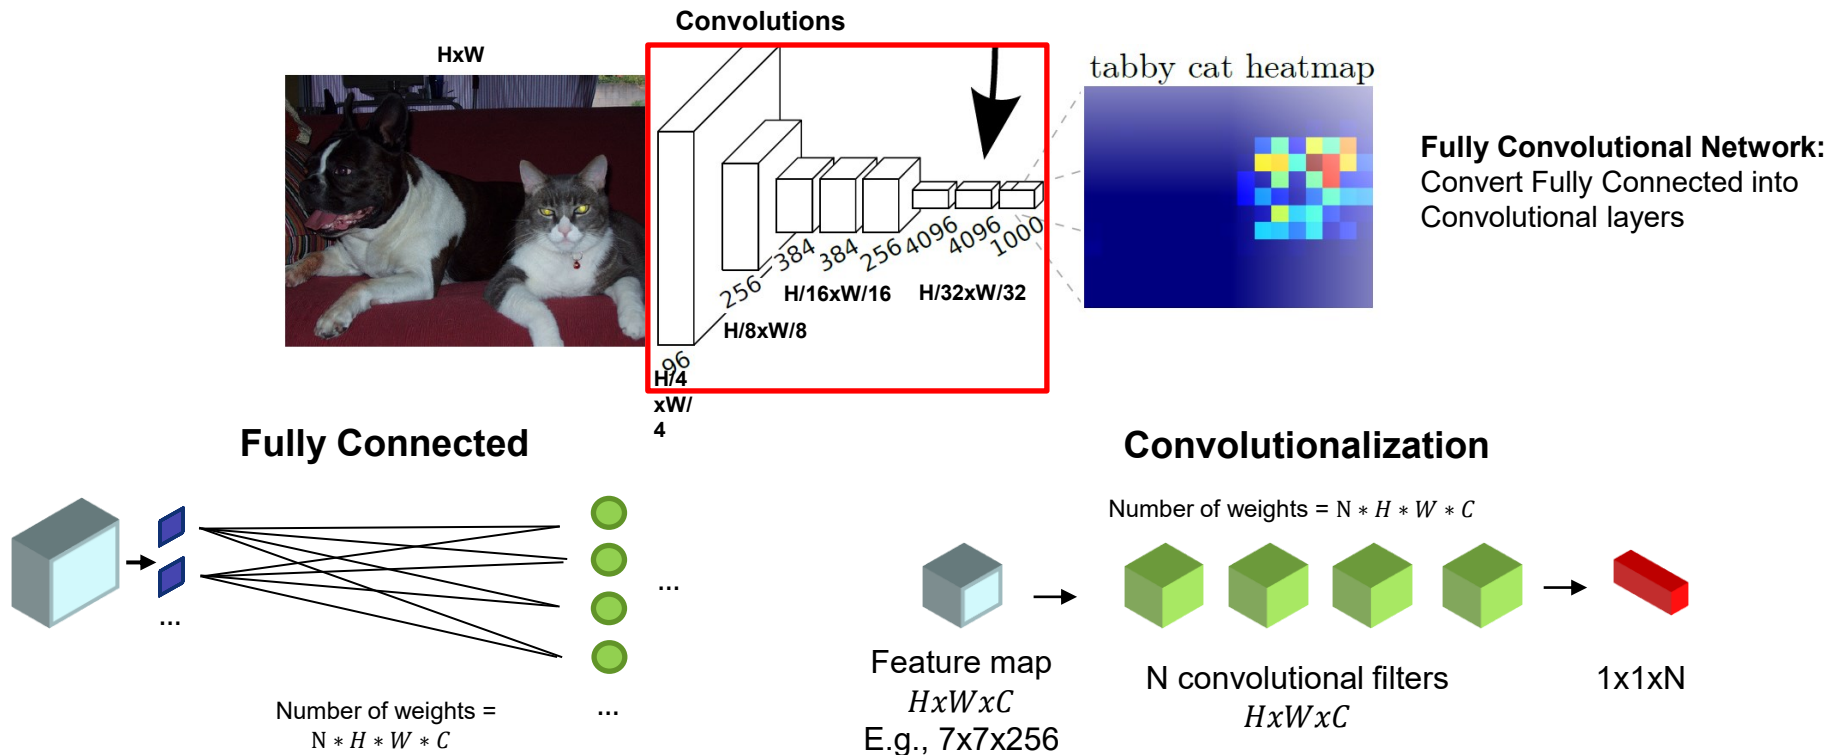 Convolutions
HxW
tabby cat heatmap
Fully Convolutional Network:
Convert Fully Connected into
Convolutional layers
96
256
384
384
256
4096
4096
1000
H/4
xW/
4
H/8xW/8
H/16xW/16
H/32xW/32
Fully Connected
...
...
...
Number of weights =
N * H * W * C
Convolutionalization
Number of weights = N * H * W * C
Feature map
HxWxC
E.g., 7x7x256
N convolutional filters
HxWxC
1x1xN